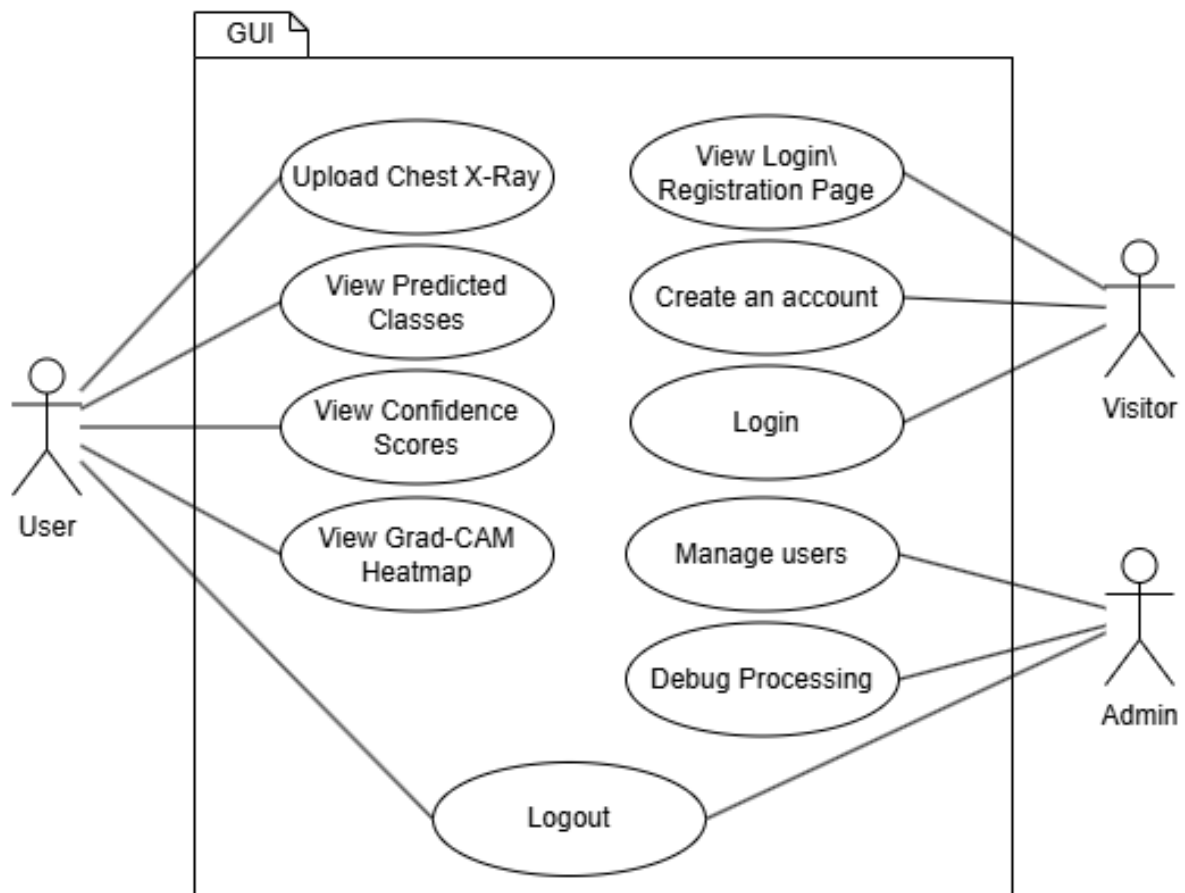 GUI
Upload Chest X-Ray
View Predicted
Classes
View Confidence
Scores
View Grad-CAM
Heatmap
View Login\
Registration Page
Create an account
Login
Manage users
Debug Processing
Logout
User
Visitor
Admin